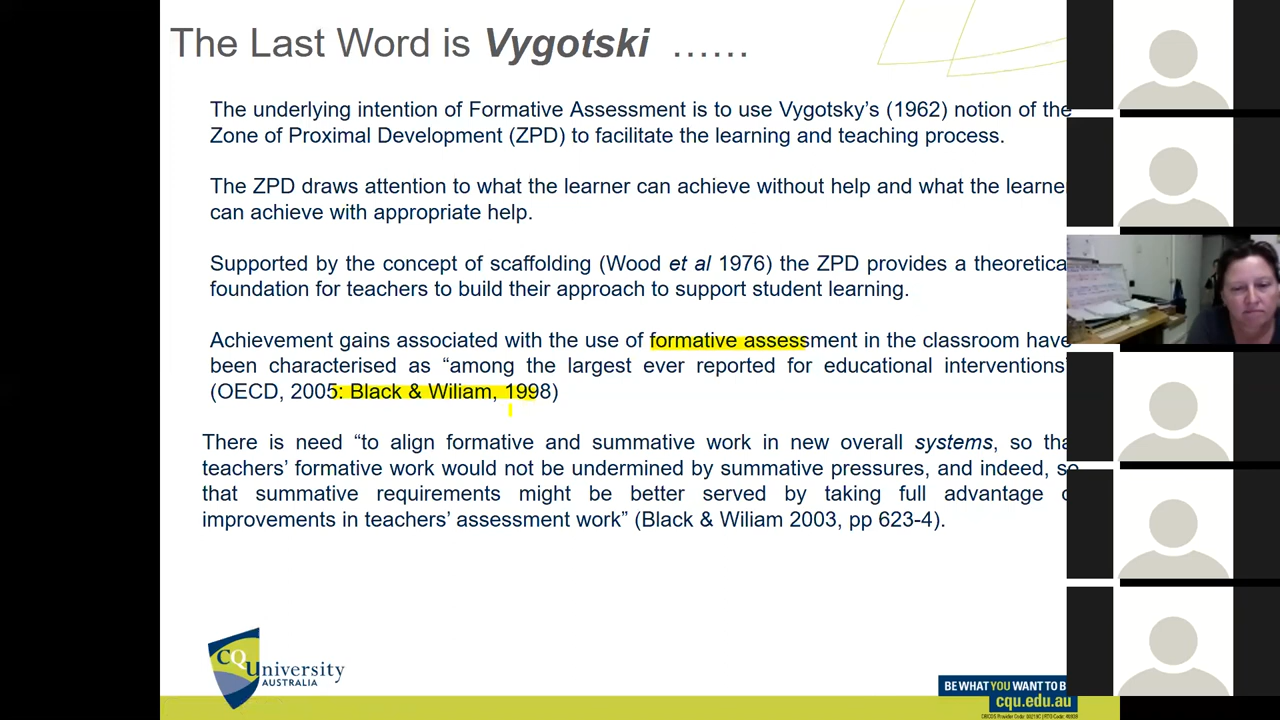 The Last Word is Vygotski ......
The underlying intention of Formative Assessment is to use Vygotsky's (1962) notion of the
Zone of Proximal Development (ZPD) to facilitate the learning and teaching process.
The ZPD draws attention to what the learner can achieve without help and what the learner
can achieve with appropriate help.
Supported by the concept of scaffolding (Wood et al 1976) the ZPD provides a theoretica
foundation for teachers to build their approach to support student learning.
Achievement gains associated with the use of formative assessment in the classroom have
been characterised as “among the largest ever reported for educational interventions”
(OECD, 2005: Black & Wiliam, 1998)
There is need “to align formative and summative work in new overall systems, so tha
teachers' formative work would not be undermined by summative pressures, and indeed, so
that summative requirements might be better served by taking full advantage o
improvements in teachers' assessment work” (Black & Wiliam 2003, pp 623-4).
CQUniversity
AUSTRALIA
BE WHAT YOU WANT TO B
cqu.edu.au